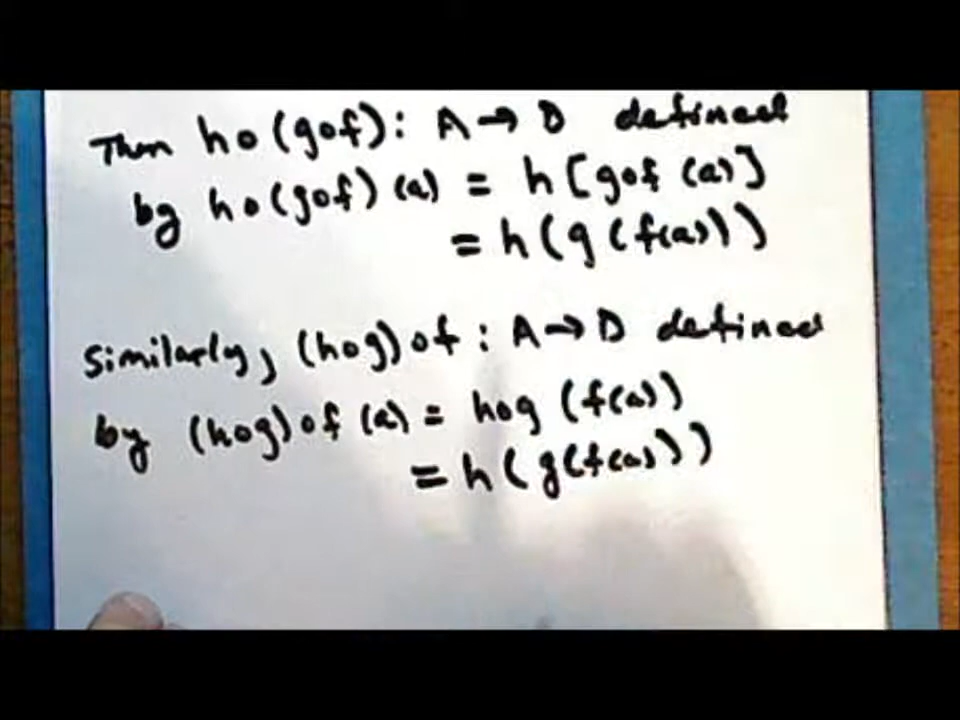 Then ho(gof): A→D defined
by ho(gof)(a) = h[gof(a)]
= h(g(f(a)))
Similarly, (hog)of: A→D defined
by (hog)of(a) = hog(f(a))
= h(g(f(a)))